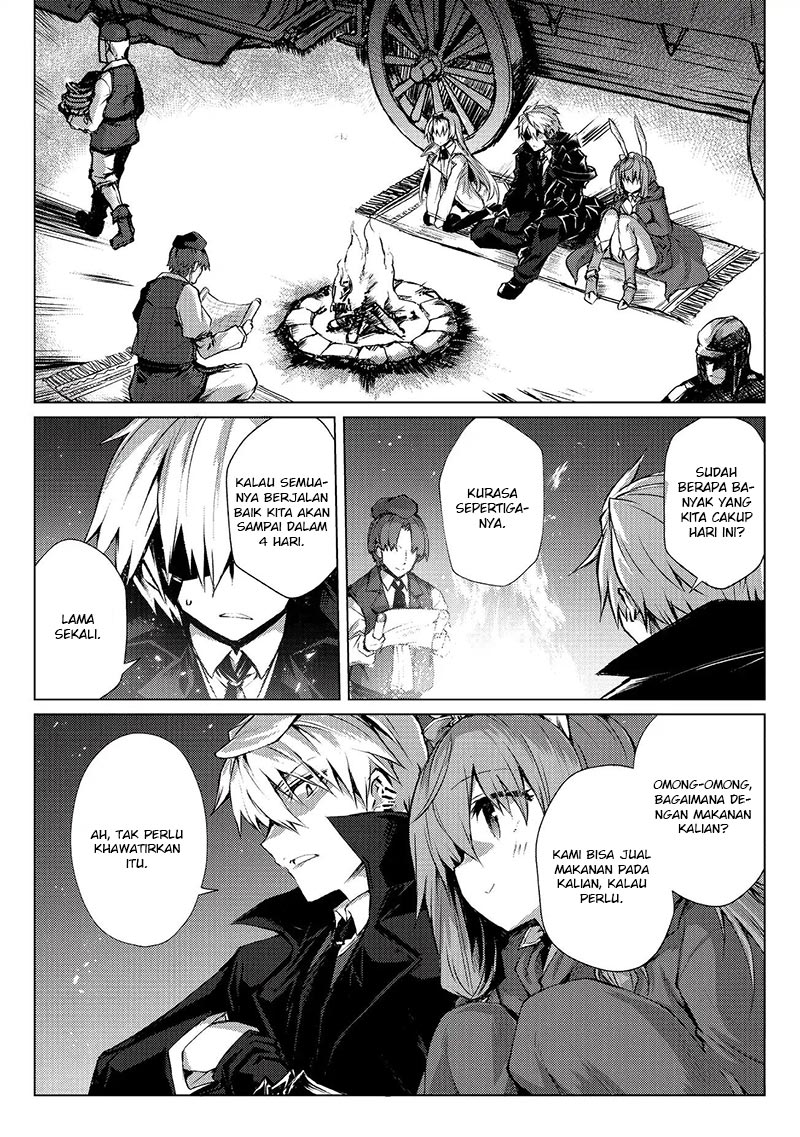 SUDAH
BERAPA BA-
NYAK YANG
KITA CAKUP
HARI INI?
KURASA
SEPERTIGA-
NYA.
KALAU SEMUA-
NYA BERJALAN
BAIK KITA AKAN
SAMPAI DALAM
4 HARI.
LAMA
SEKALI.
OMONG-OMONG,
BAGAIMANA DE-
NGAN MAKANAN
KALIAN?
KAMI BISA JUAL
MAKANAN PADA
KALIAN, KALAU
PERLU.
AH, TAK PERLU
KHAWATIRKAN
ITU.